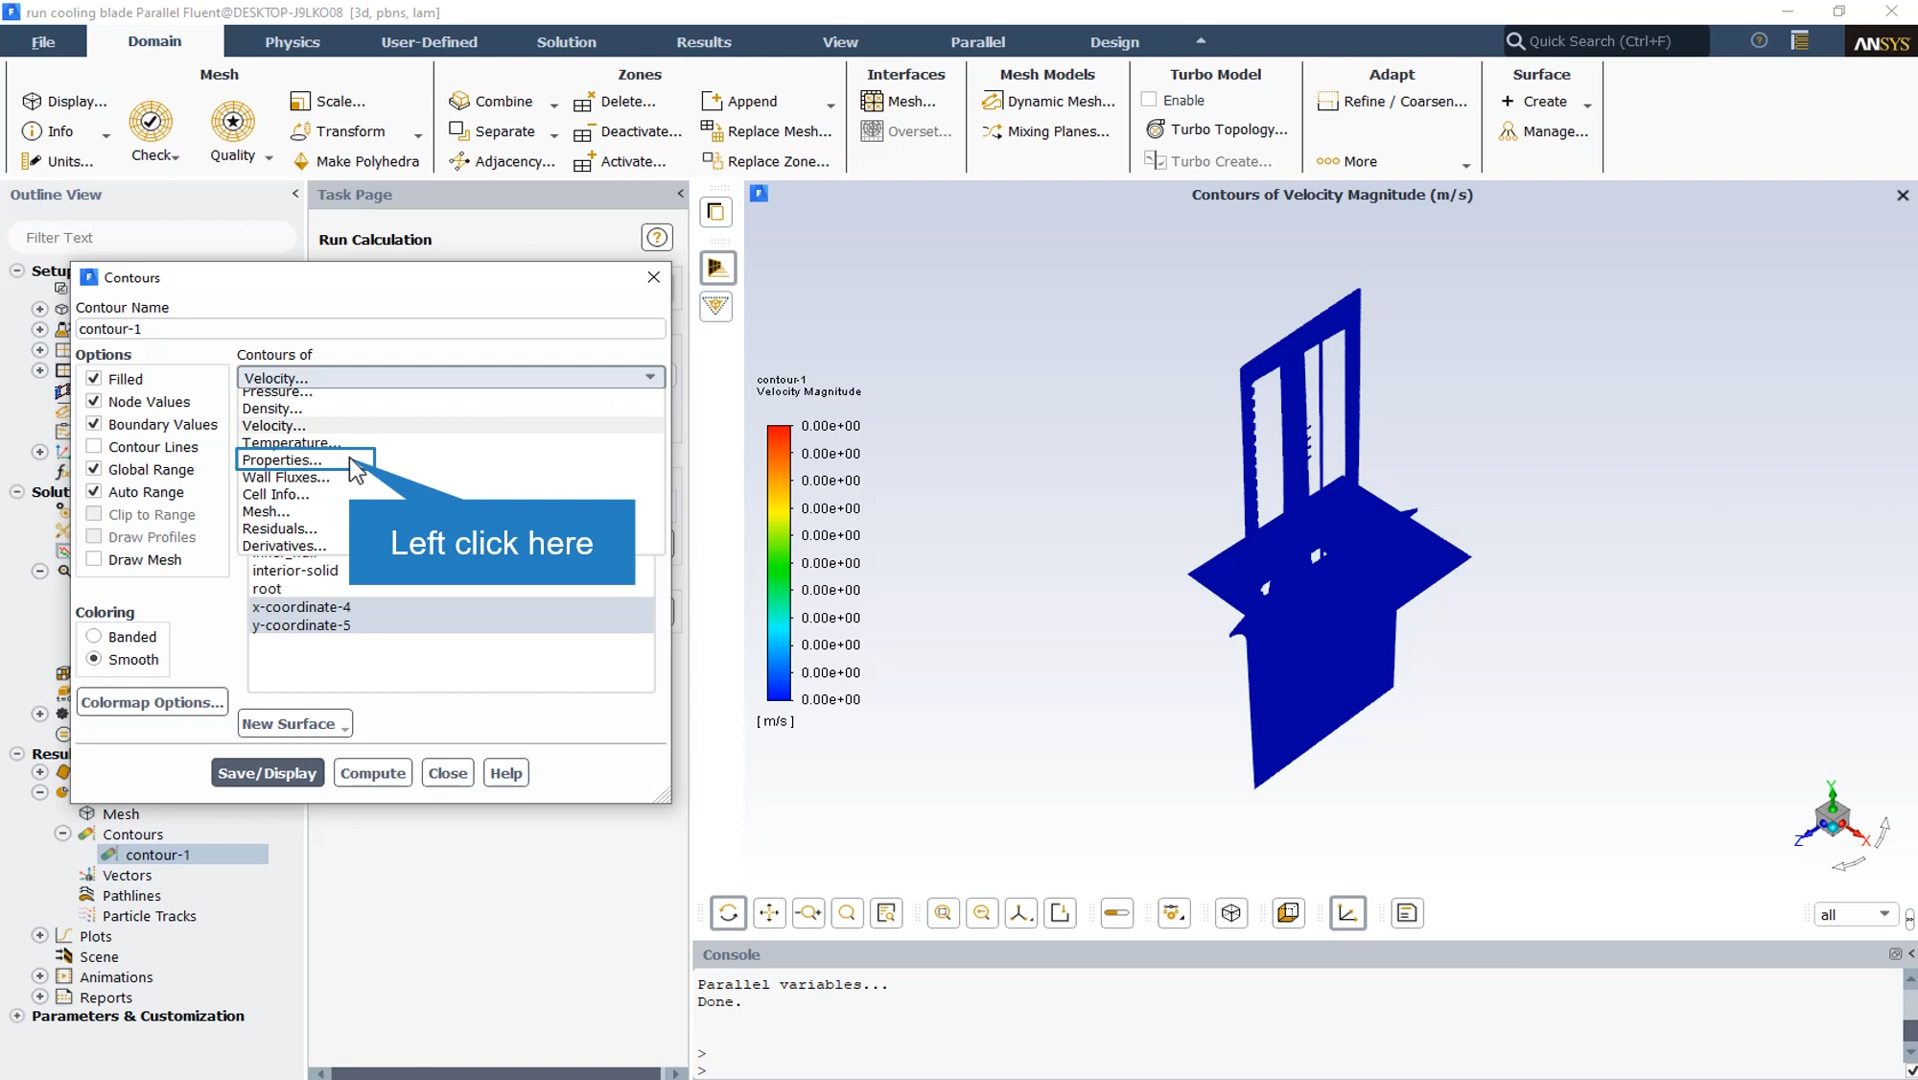 run cooling blade Parallel Fluent@DESKTOP-J9LKO08 [3d, pbns, lam]
File
Domain
Physics
User-Defined
Solution
Results
View
Parallel
Design
Quick Search (Ctrl+F)
ANSYS
Mesh
Zones
Interfaces
Mesh Models
Turbo Model
Adapt
Surface
Display...
Scale...
Combine
Delete...
Append
Mesh...
Dynamic Mesh...
Enable
Refine / Coarsen...
Create
Info
Transform
Separate
Deactivate...
Replace Mesh...
Overset...
Mixing Planes...
Turbo Topology...
Manage...
Units...
Check
Quality
Make Polyhedra
Adjacency...
Activate...
Replace Zone...
Turbo Create...
More
Outline View
Task Page
Contours of Velocity Magnitude (m/s)
Filter Text
Run Calculation
Setup
Contours
Contour Name
contour-1
Options
Filled
Node Values
Boundary Values
Contour Lines
Global Range
Auto Range
Clip to Range
Draw Profiles
Draw Mesh
Coloring
Banded
Smooth
Colormap Options...
Contours of
Velocity...
Pressure...
Density...
Velocity...
Temperature...
Properties...
Wall Fluxes...
Cell Info...
Mesh...
Residuals...
Derivatives...
Left click here
interior-solid
root
x-coordinate-4
y-coordinate-5
New Surface
Save/Display
Compute
Close
Help
contour-1
Velocity Magnitude
0.00e+00
0.00e+00
0.00e+00
0.00e+00
0.00e+00
0.00e+00
0.00e+00
0.00e+00
0.00e+00
0.00e+00
0.00e+00
[ m/s ]
Y
Z
X
Mesh
Contours
contour-1
Vectors
Pathlines
Particle Tracks
Plots
Scene
Animations
Reports
Parameters & Customization
all
Console
Parallel variables...
Done.
>
>